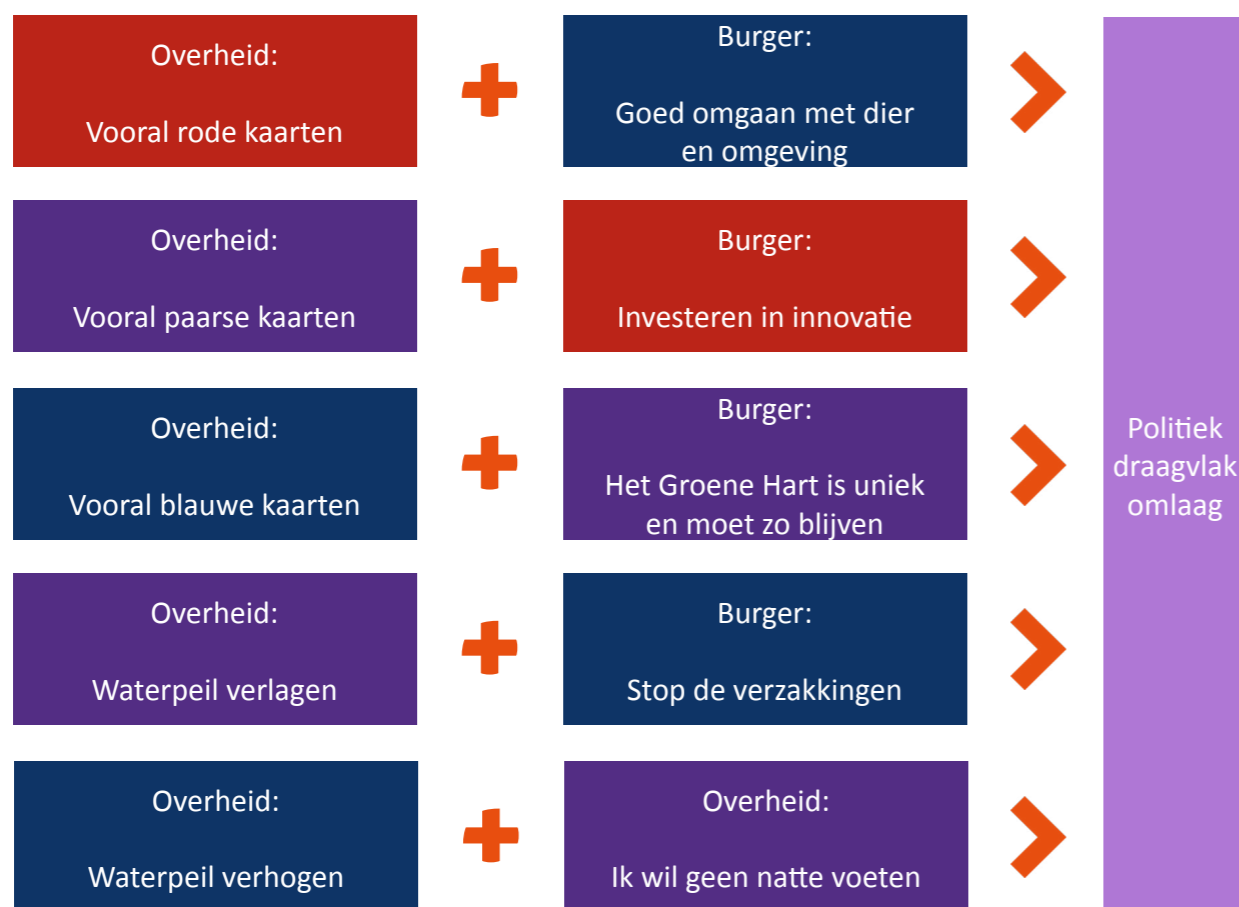 Overheid:
Vooral rode kaarten
Burger:
Goed omgaan met dier
en omgeving
Overheid:
Vooral paarse kaarten
Burger:
Investeren in innovatie
Overheid:
Vooral blauwe kaarten
Burger:
Het Groene Hart is uniek
en moet zo blijven
Overheid:
Waterpeil verlagen
Burger:
Stop de verzakkingen
Overheid:
Waterpeil verhogen
Overheid:
Ik wil geen natte voeten
Politiek
draagvlak
omlaag